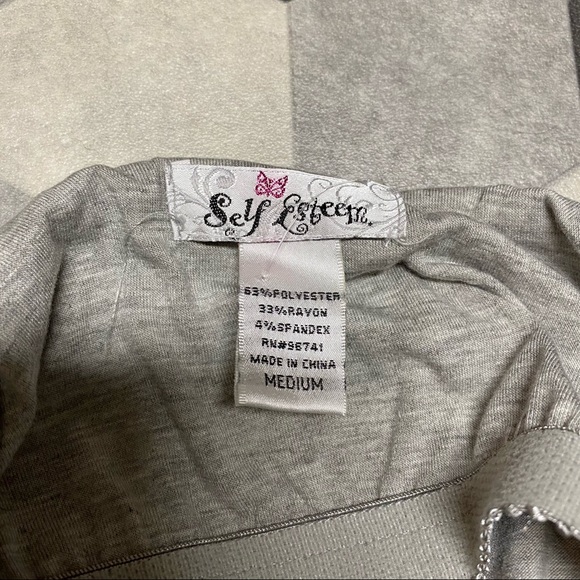 Self Esteem.
63%POLYESTER
33%RAYON
4%SPANDEX
RN#96741
MADE IN CHINA
MEDIUM